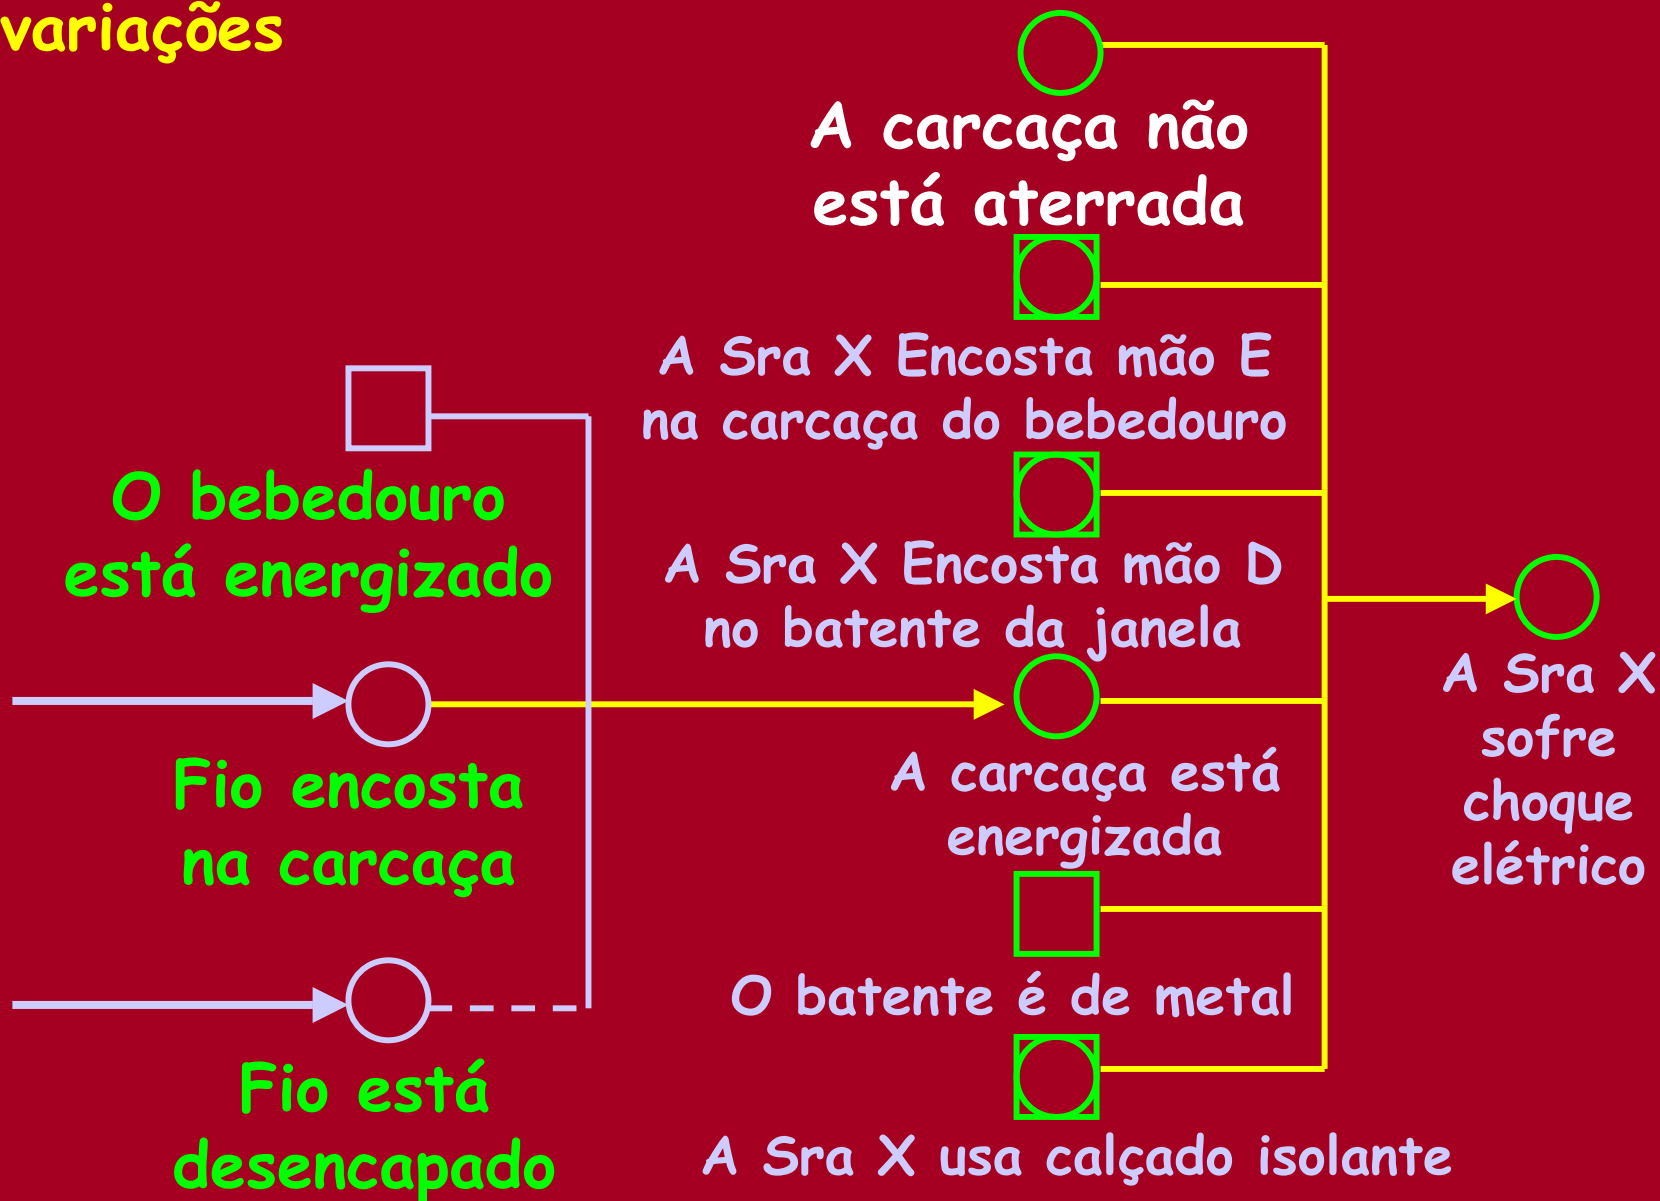 variações
A carcaça não
está aterrada
A Sra X Encosta mão E
na carcaça do bebedouro
O bebedouro
está energizado
A Sra X Encosta mão D
no batente da janela
A Sra X
sofre
choque
elétrico
Fio encosta
na carcaça
A carcaça está
energizada
O batente é de metal
Fio está
desencapado
A Sra X usa calçado isolante